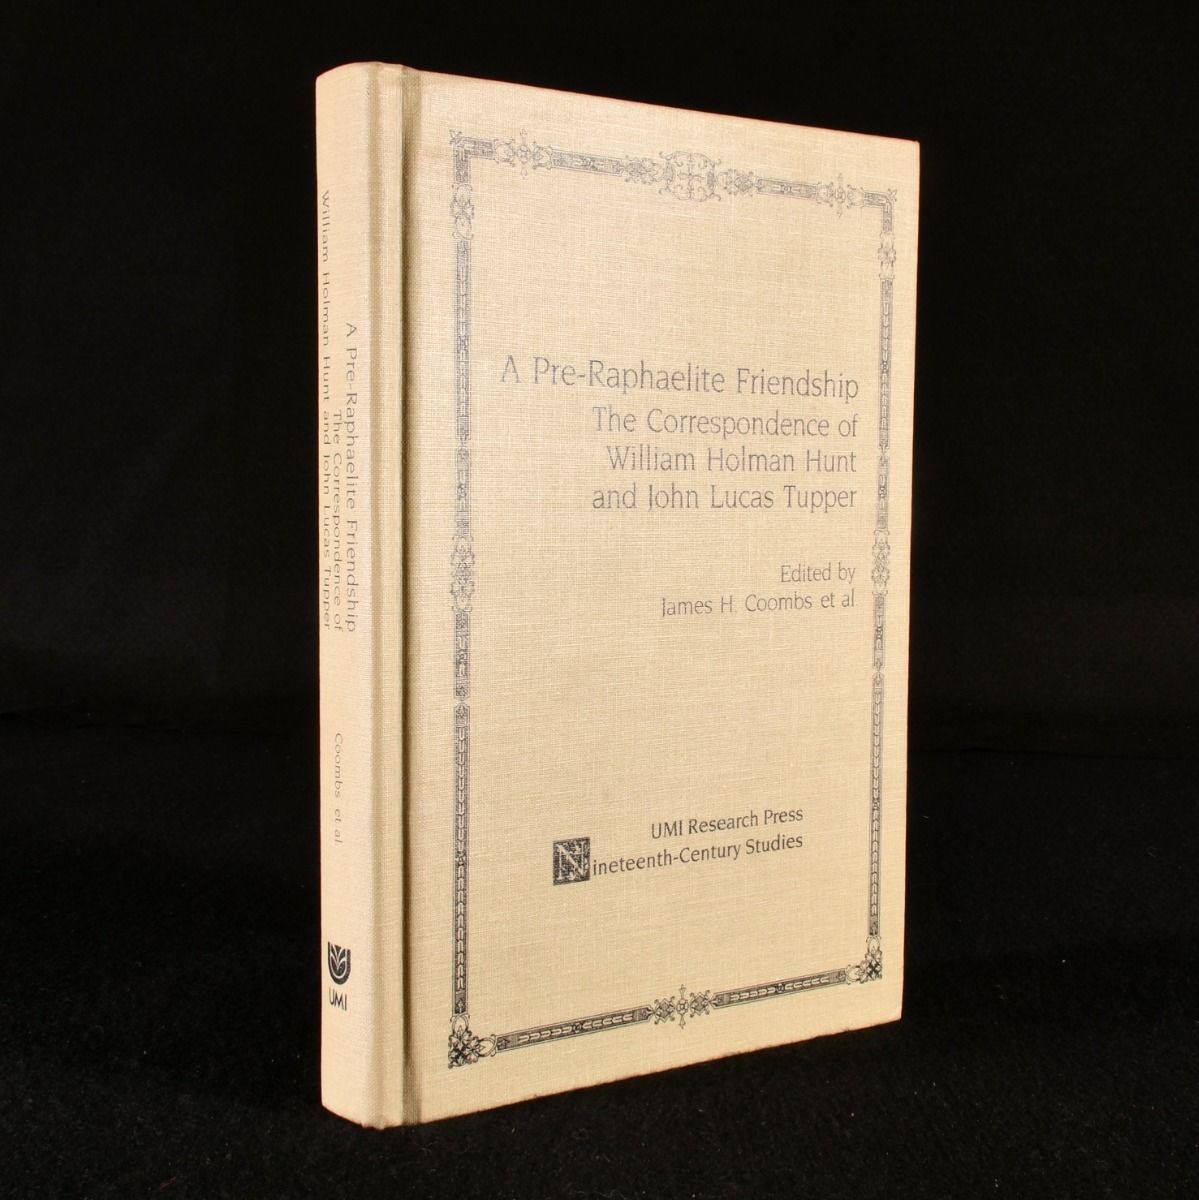 A Pre-Raphaelite Friendship
The Correspondence of
William Holman Hunt
and John Lucas Tupper
Edited by
James H. Coombs et al.
UMI Research Press
Nineteenth-Century Studies
A Pre-Raphaelite Friendship
The Correspondence of
William Holman Hunt and John Lucas Tupper
Coombs et al.
UMI